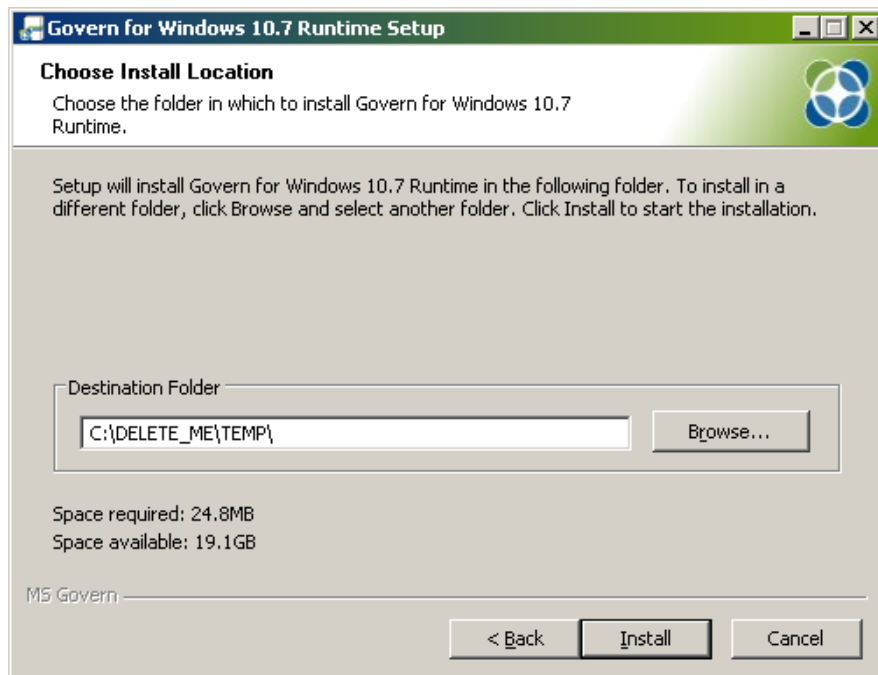 Govern for Windows 10.7 Runtime Setup
Choose Install Location
Choose the folder in which to install Govern for Windows 10.7
Runtime.
Setup will install Govern for Windows 10.7 Runtime in the following folder. To install in a
different folder, click Browse and select another folder. Click Install to start the installation.
Destination Folder
C:\DELETE_ME\TEMP\
Browse...
Space required: 24.8MB
Space available: 19.1GB
MS Govern
< Back
Install
Cancel